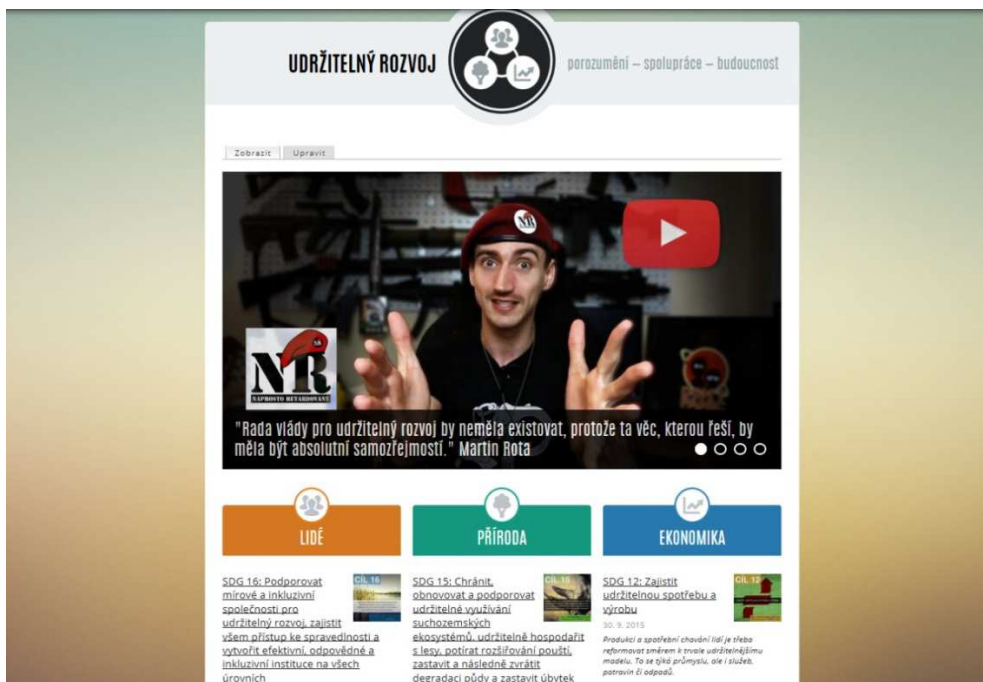 UDRŽITELNÝ ROZVOJ
porozumění – spolupráce – budoucnost
Zobrazit
Upravit
NR
NR
NR
NAPROSTO RETARDOVANÝ
"Rada vlády pro udržitelný rozvoj by neměla existovat, protože ta věc, kterou řeší, by
měla být absolutní samozřejmostí." Martin Rota
LIDÉ
PŘÍRODA
EKONOMIKA
SDG 16: Podporovat
mírové a inkluzivní
společnosti pro
udržitelný rozvoj, zajistit
všem přístup ke spravedlnosti a
vytvořit efektivní, odpovědné a
inkluzivní instituce na všech
úrovních
CÍL 16
SDG 15: Chránit,
obnovovat a podporovat
udržitelné využívání
suchozemských
ekosystémů, udržitelně hospodařit
s lesy, potírat rozšiřování pouští,
zastavit a následně zvrátit
degradaci půdy a zastavit úbytek
CÍL 15
SDG 12: Zajistit
udržitelnou spotřebu a
výrobu
CÍL 12
30. 9. 2015
Produkci a spotřební chování lidí je třeba
reformovat směrem k trvale udržitelnějšímu
modelu. To se týká průmyslu, ale i služeb,
potravin či odpadů.